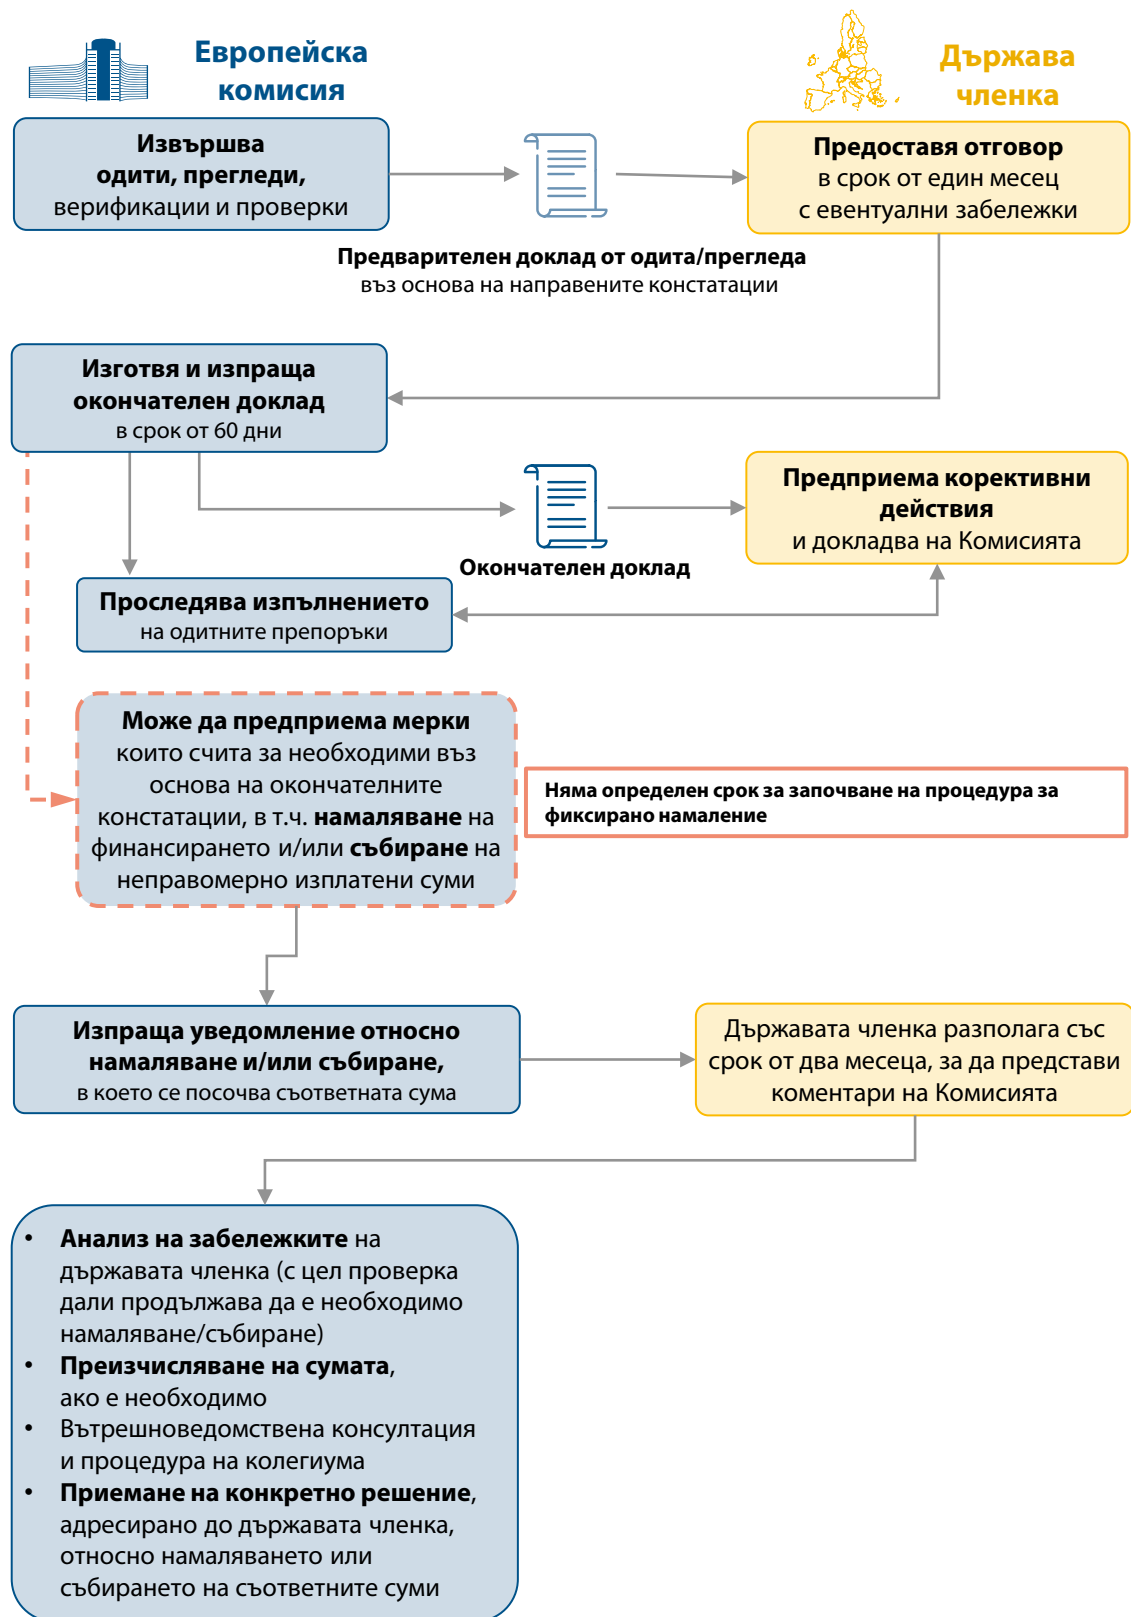 Европейска
комисия
Държава
членка
Извършва
одити, прегледи,
верификации и проверки
Предоставя отговор
в срок от един месец
с евентуални забележки
Предварителен доклад от одита/прегледа
въз основа на направените констатации
Изготвя и изпраща
окончателен доклад
в срок от 60 дни
Предприема корективни
действия
и докладва на Комисията
Окончателен доклад
Проследява изпълнението
на одитните препоръки
Може да предприема мерки
които счита за необходими въз
основа на окончателните
констатации, в т.ч. намаляване на
финансирането и/или събиране на
неправомерно изплатени суми
Няма определен срок за започване на процедура за
фиксирано намаление
Изпраща уведомление относно
намаляване и/или събиране,
в което се посочва съответната сума
Държавата членка разполага със
срок от два месеца, за да представи
коментари на Комисията
• Анализ на забележките на
държавата членка (с цел проверка
дали продължава да е необходимо
намаляване/събиране)
• Преизчисляване на сумата,
ако е необходимо
• Вътрешноведомствена консултация
и процедура на колегиума
• Приемане на конкретно решение,
адресирано до държавата членка,
относно намаляването или
събирането на съответните суми